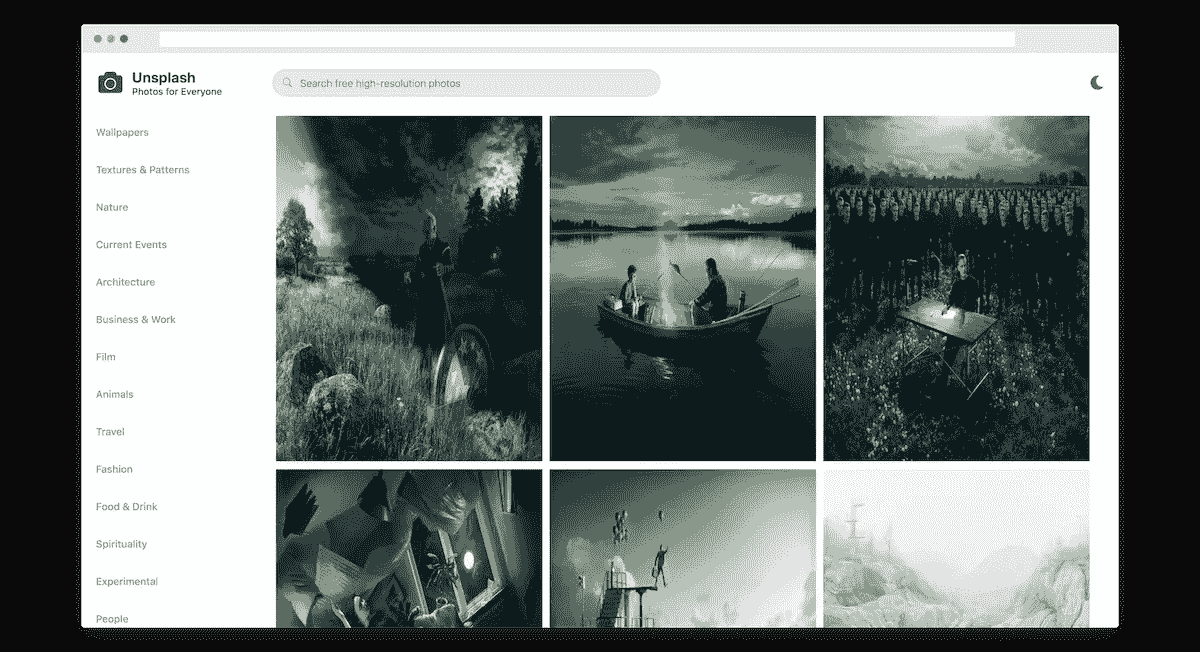 Unsplash
Photos for Everyone
Search free high-resolution photos
Wallpapers
Textures & Patterns
Nature
Current Events
Architecture
Business & Work
Film
Animals
Travel
Fashion
Food & Drink
Spirituality
Experimental
People